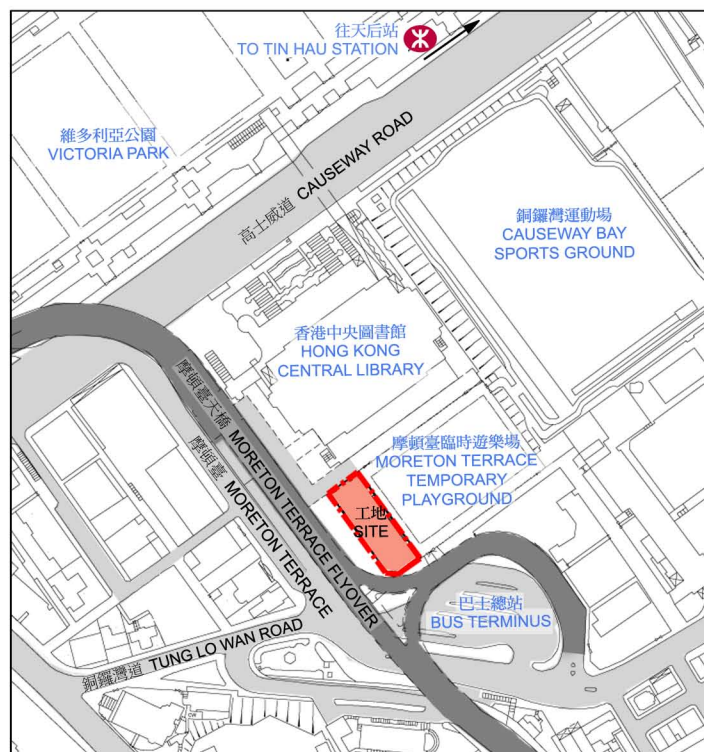 往天后站
TO TIN HAU STATION
維多利亞公園
VICTORIA PARK
高士威道 CAUSEWAY ROAD
銅鑼灣運動場
CAUSEWAY BAY
SPORTS GROUND
香港中央圖書館
HONG KONG
CENTRAL LIBRARY
摩頓臺天橋 MORETON TERRACE FLYOVER
摩頓臺 MORETON TERRACE
摩頓臺臨時遊樂場
MORETON TERRACE
TEMPORARY
PLAYGROUND
工地
SITE
巴士總站
BUS TERMINUS
銅鑼灣道 TUNG LO WAN ROAD